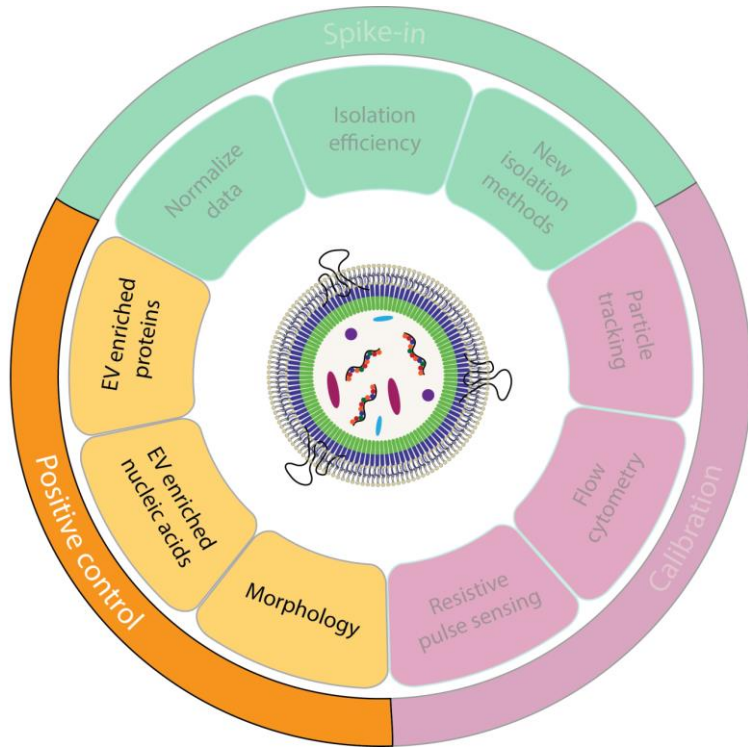 Spike-in
Normalize
data
Isolation
efficiency
New
isolation
methods
Particle
tracking
Flow
cytometry
Resistive
pulse sensing
Calibration
Morphology
EV enriched
nucleic acids
EV enriched
proteins
Positive control